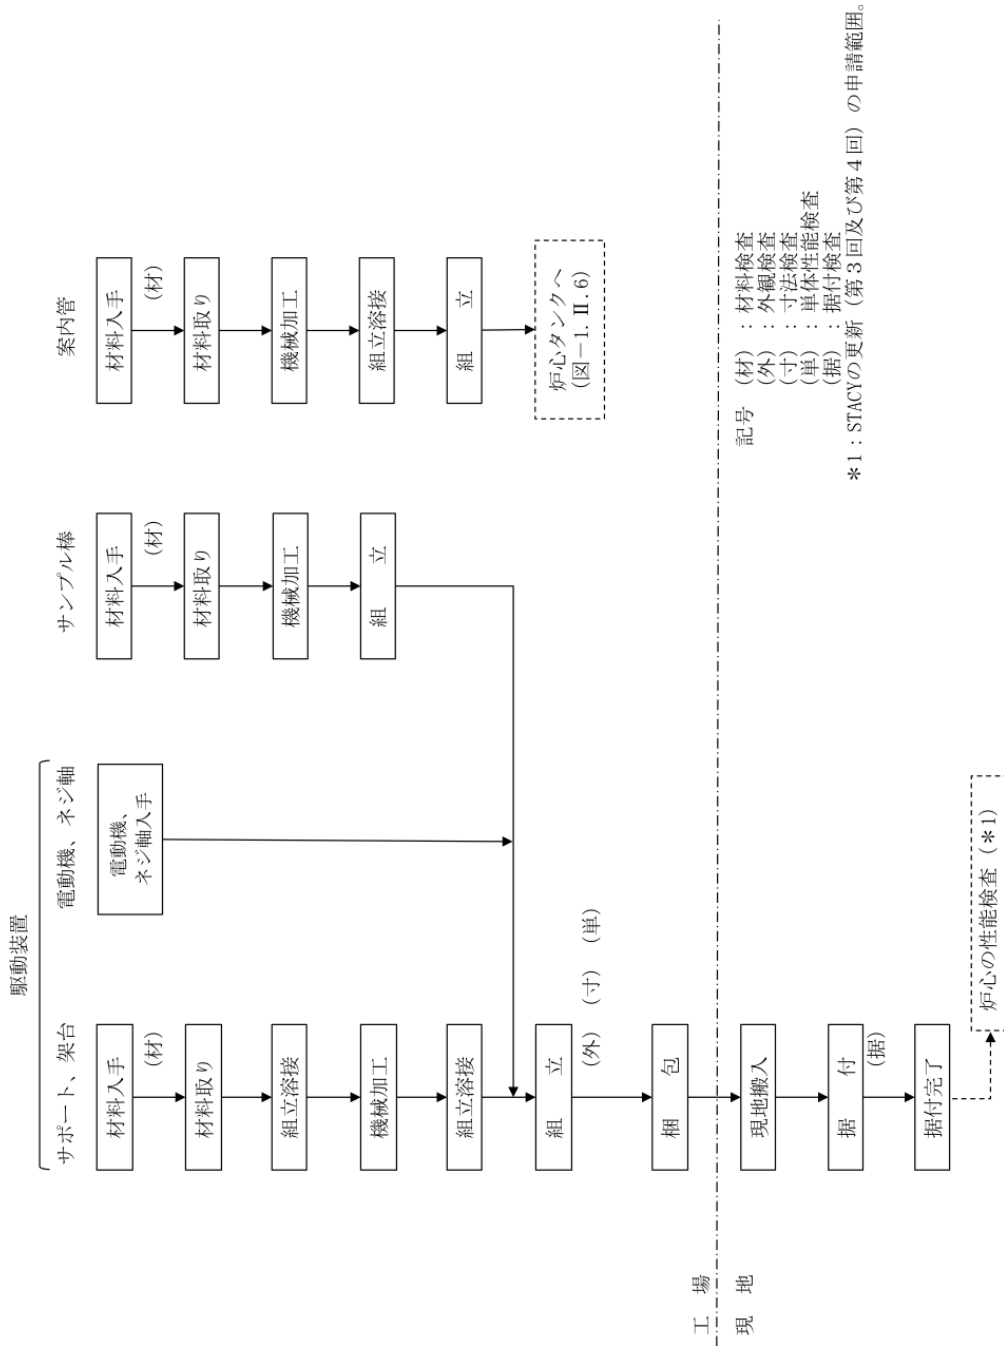 駆動装置
サポート、架台
電動機、ネジ軸
サンプル棒
案内管
材料入手
(材)
材料取り
組立溶接
機械加工
組立溶接
電動機、
ネジ軸入手
材料入手
(材)
材料取り
機械加工
組 立
材料入手
(材)
材料取り
機械加工
組立溶接
組 立
炉心タンクへ
(図-1.Ⅱ.6)
組 立
(外) (寸) (単)
梱 包
工 場
現 地
現地搬入
据 付
(据)
据付完了
炉心の性能検査 (*1)
記号 (材) : 材料検査
(外) : 外観検査
(寸) : 寸法検査
(単) : 単体性能検査
(据) : 据付検査
*1 : STACYの更新 (第3回及び第4回) の申請範囲。